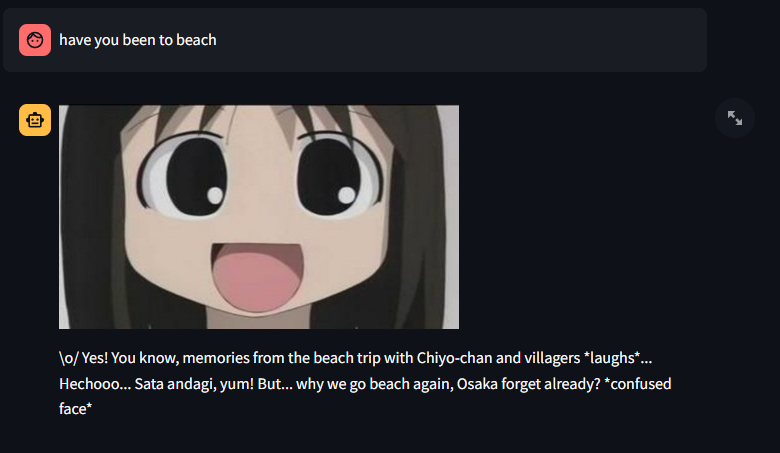 have you been to beach
\o/ Yes! You know, memories from the beach trip with Chiyo-chan and villagers *laughs*...
Hechooo... Sata andagi, yum! But... why we go beach again, Osaka forget already? *confused
face*